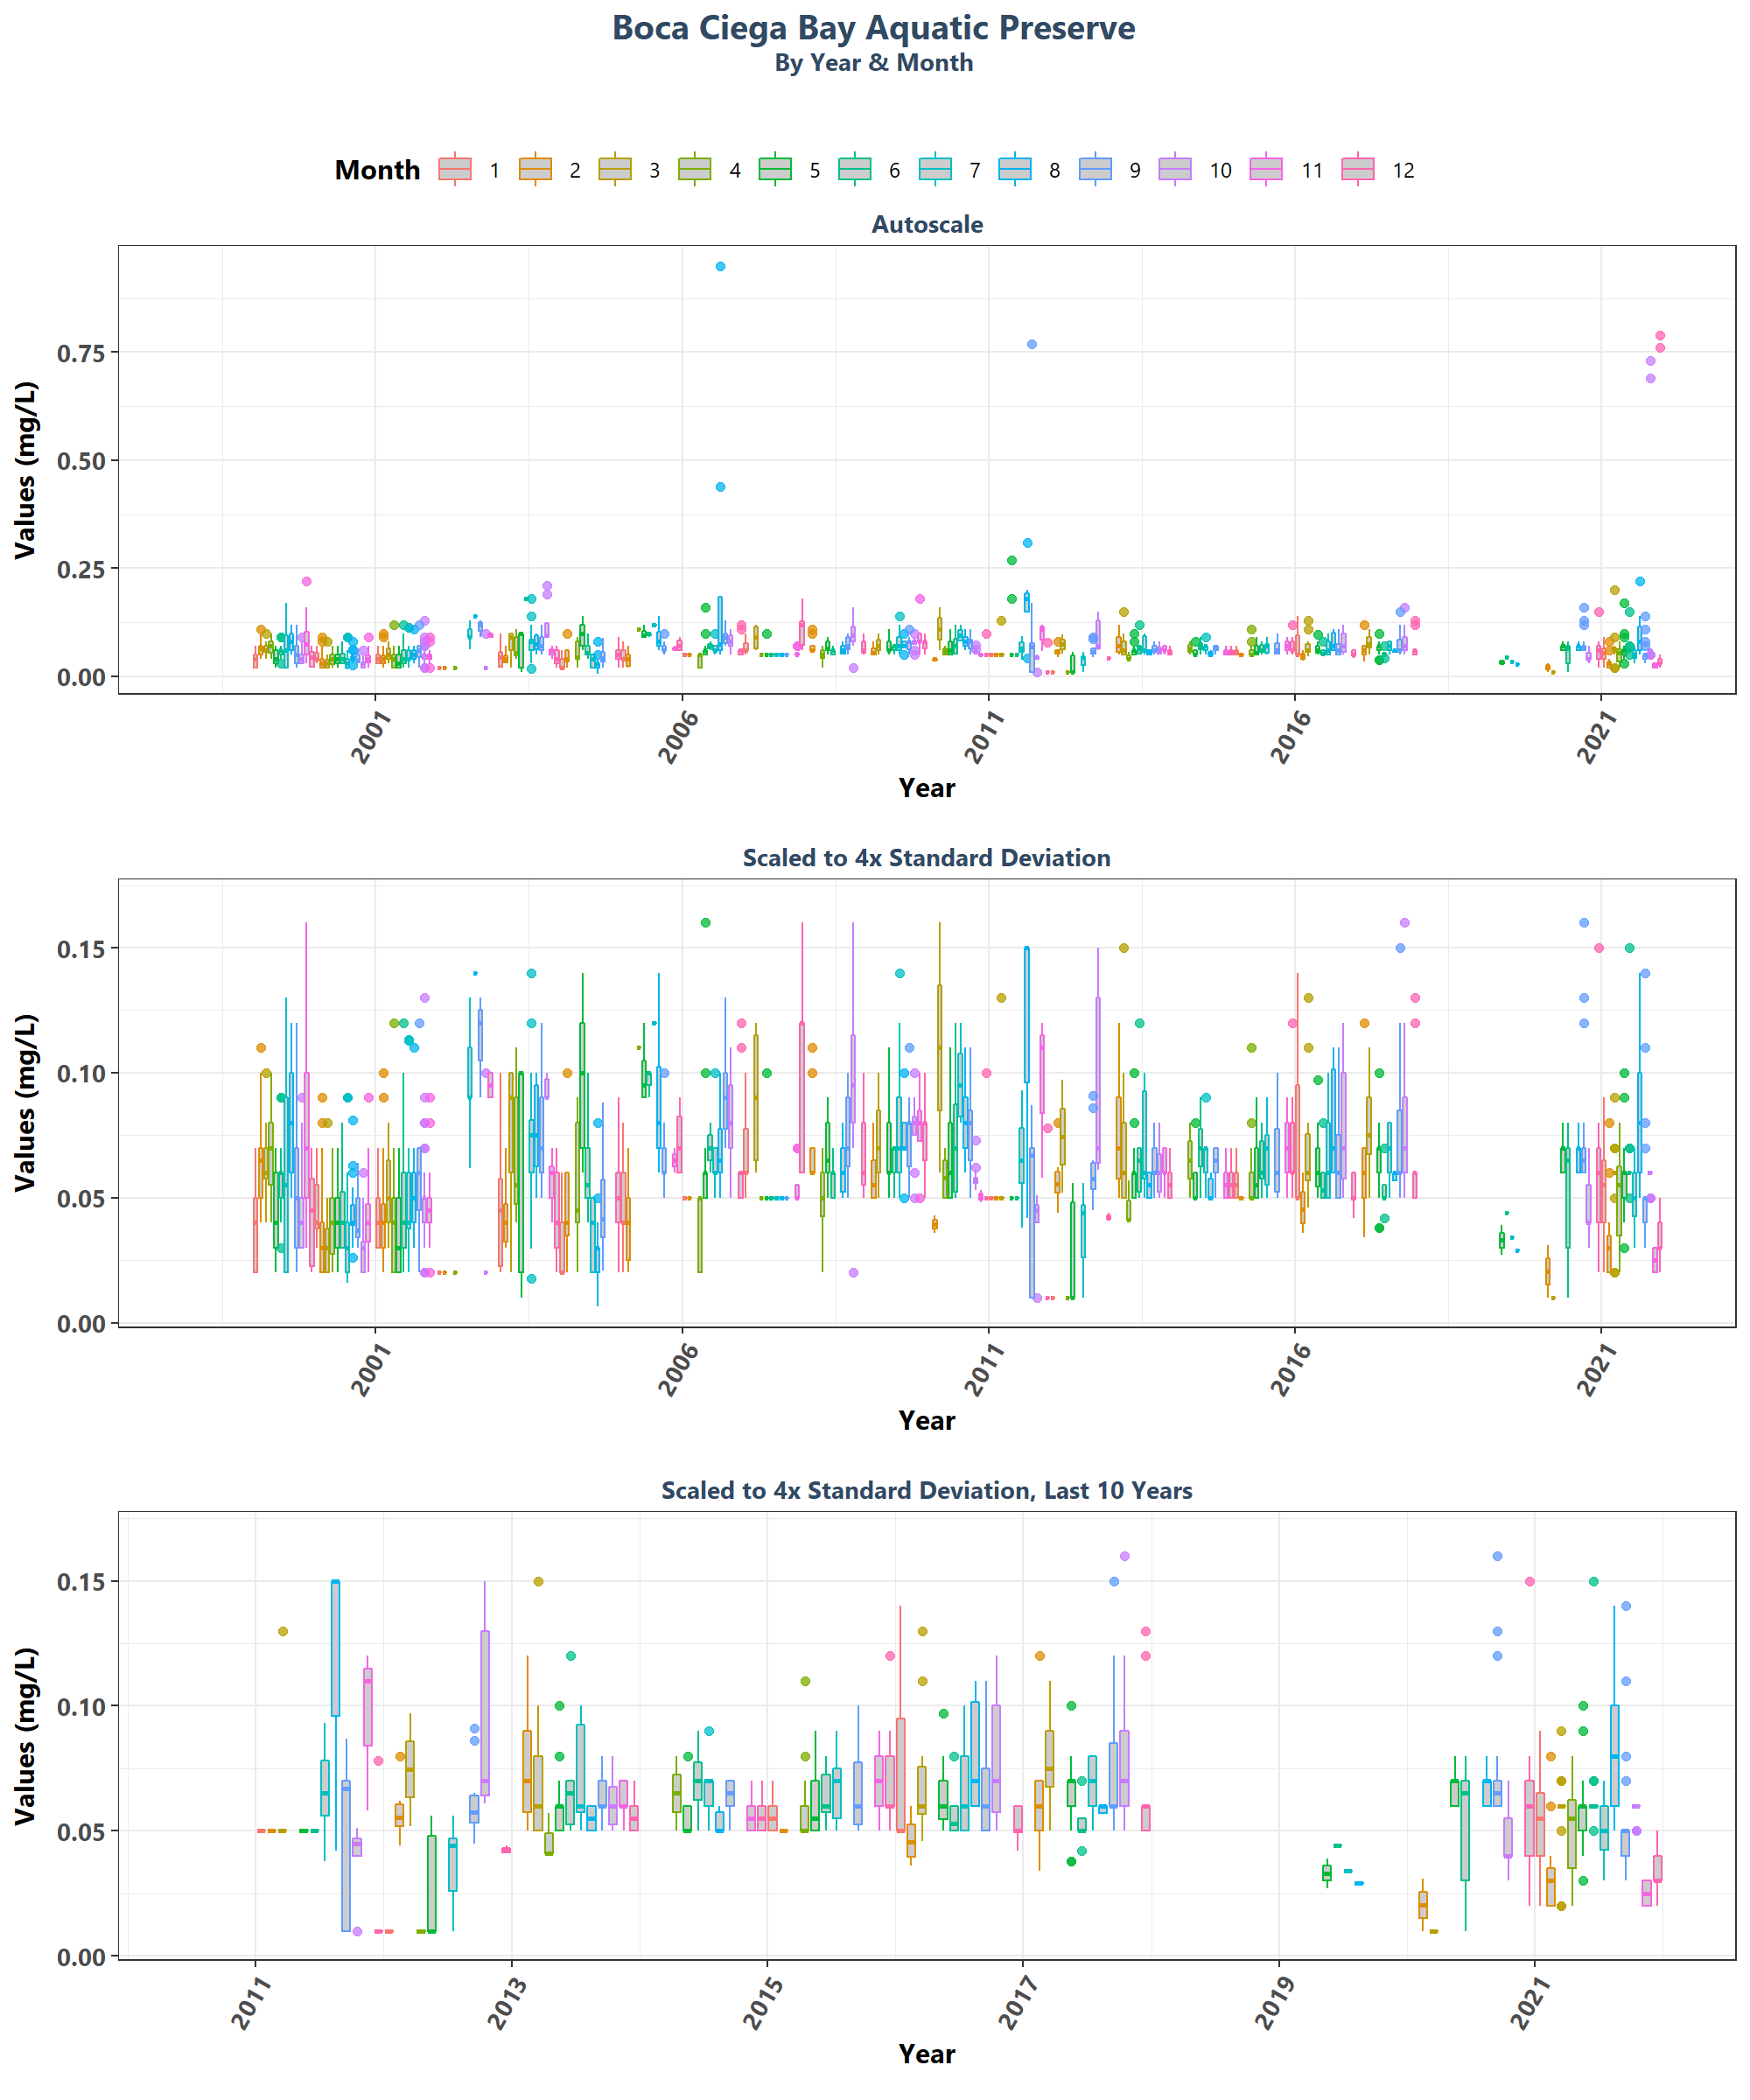 Boca Ciega Bay Aquatic Preserve
By Year & Month
Month 1 2 3 4 5 6 7 8 9 10 11 12
Autoscale
Values (mg/L)
0.75
0.50
0.25
0.00
2001 2006 2011 2016 2021
Year
Scaled to 4x Standard Deviation
Values (mg/L)
0.15
0.10
0.05
0.00
2001 2006 2011 2016 2021
Year
Scaled to 4x Standard Deviation, Last 10 Years
Values (mg/L)
0.15
0.10
0.05
0.00
2011 2013 2015 2017 2019 2021
Year